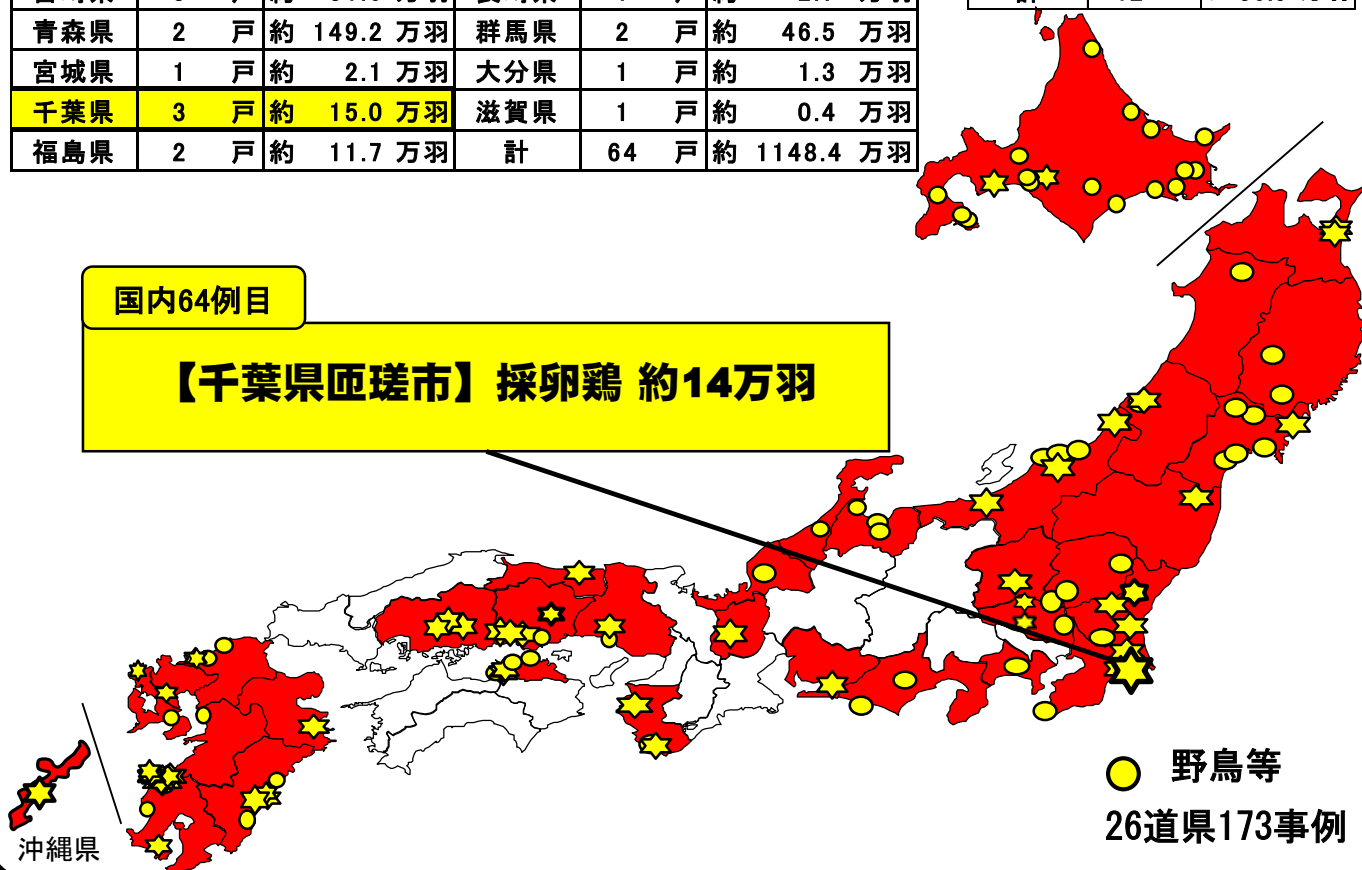 青森県 2 戸 約 149.2 万羽 群馬県 2 戸 約 46.5 万羽
宮城県 1 戸 約 2.1 万羽 大分県 1 戸 約 1.3 万羽
千葉県 3 戸 約 15.0 万羽 滋賀県 1 戸 約 0.4 万羽
福島県 2 戸 約 11.7 万羽 計 64 戸 約 1148.4 万羽
国内64例目
【千葉県匝瑳市】採卵鶏 約14万羽
野鳥等
26道県173事例
沖縄県